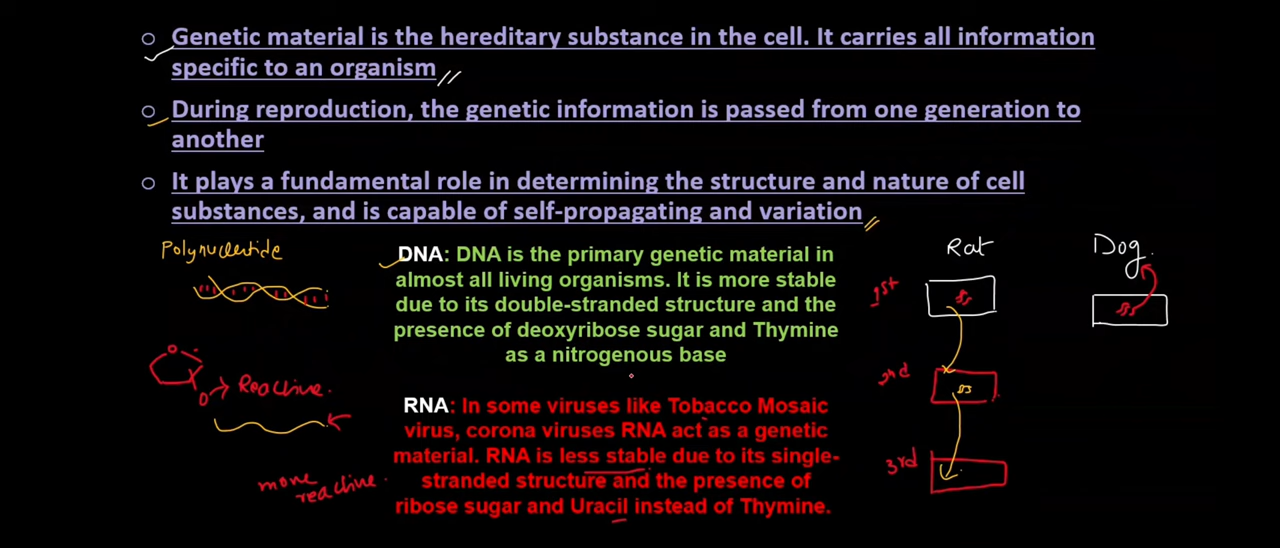 Genetic material is the hereditary substance in the cell. It carries all information
specific to an organism
During reproduction, the genetic information is passed from one generation to
another
It plays a fundamental role in determining the structure and nature of cell
substances, and is capable of self-propagating and variation
Polynucleotide
DNA: DNA is the primary genetic material in
almost all living organisms. It is more stable
due to its double-stranded structure and the
presence of deoxyribose sugar and Thymine
as a nitrogenous base
O
O → Reactive.
RNA: In some viruses like Tobacco Mosaic
virus, corona viruses RNA act as a genetic
material. RNA is less stable due to its single-
stranded structure and the presence of
ribose sugar and Uracil instead of Thymine.
more
reactive.
Rat
1st
2nd
3rd
Dog.